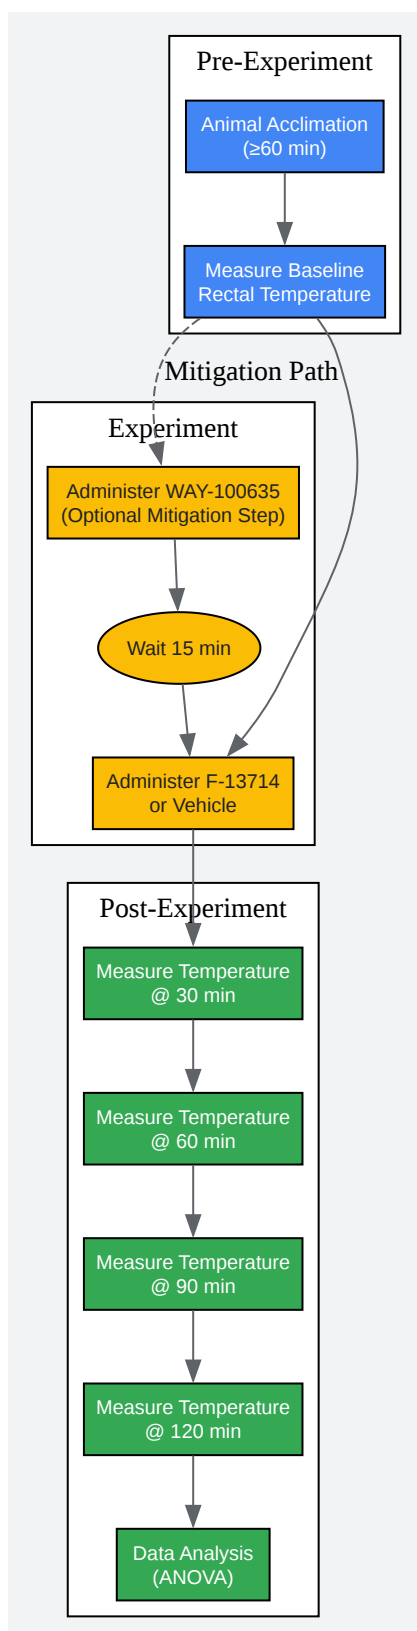 Pre-Experiment
Animal Acclimation
(≥60 min)
Measure Baseline
Rectal Temperature
Mitigation Path
Experiment
Administer WAY-100635
(Optional Mitigation Step)
Wait 15 min
Administer F-13714
or Vehicle
Post-Experiment
Measure Temperature
@ 30 min
Measure Temperature
@ 60 min
Measure Temperature
@ 90 min
Measure Temperature
@ 120 min
Data Analysis
(ANOVA)